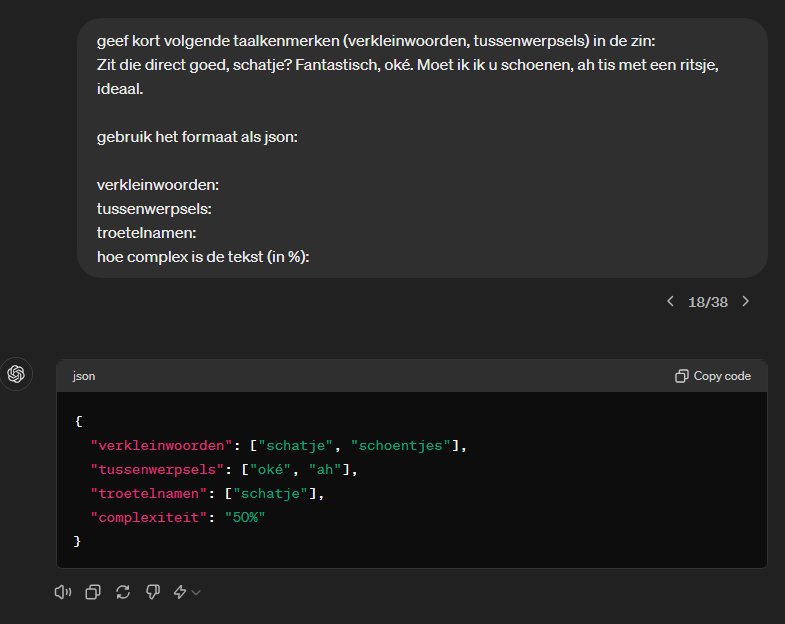 geef kort volgende taalkenmerken (verkleinwoorden, tussenwerpsels) in de zin:
Zit die direct goed, schatje? Fantastisch, oké. Moet ik ik u schoenen, ah tis met een ritsje,
ideaal.
gebruik het formaat als json:
verkleinwoorden:
tussenwerpsels:
troetelnamen:
hoe complex is de tekst (in %):
< 18/38 >
json Copy code
{
"verkleinwoorden": ["schatje", "schoentjes"],
"tussenwerpsels": ["oké", "ah"],
"troetelnamen": ["schatje"],
"complexiteit": "50%"
}